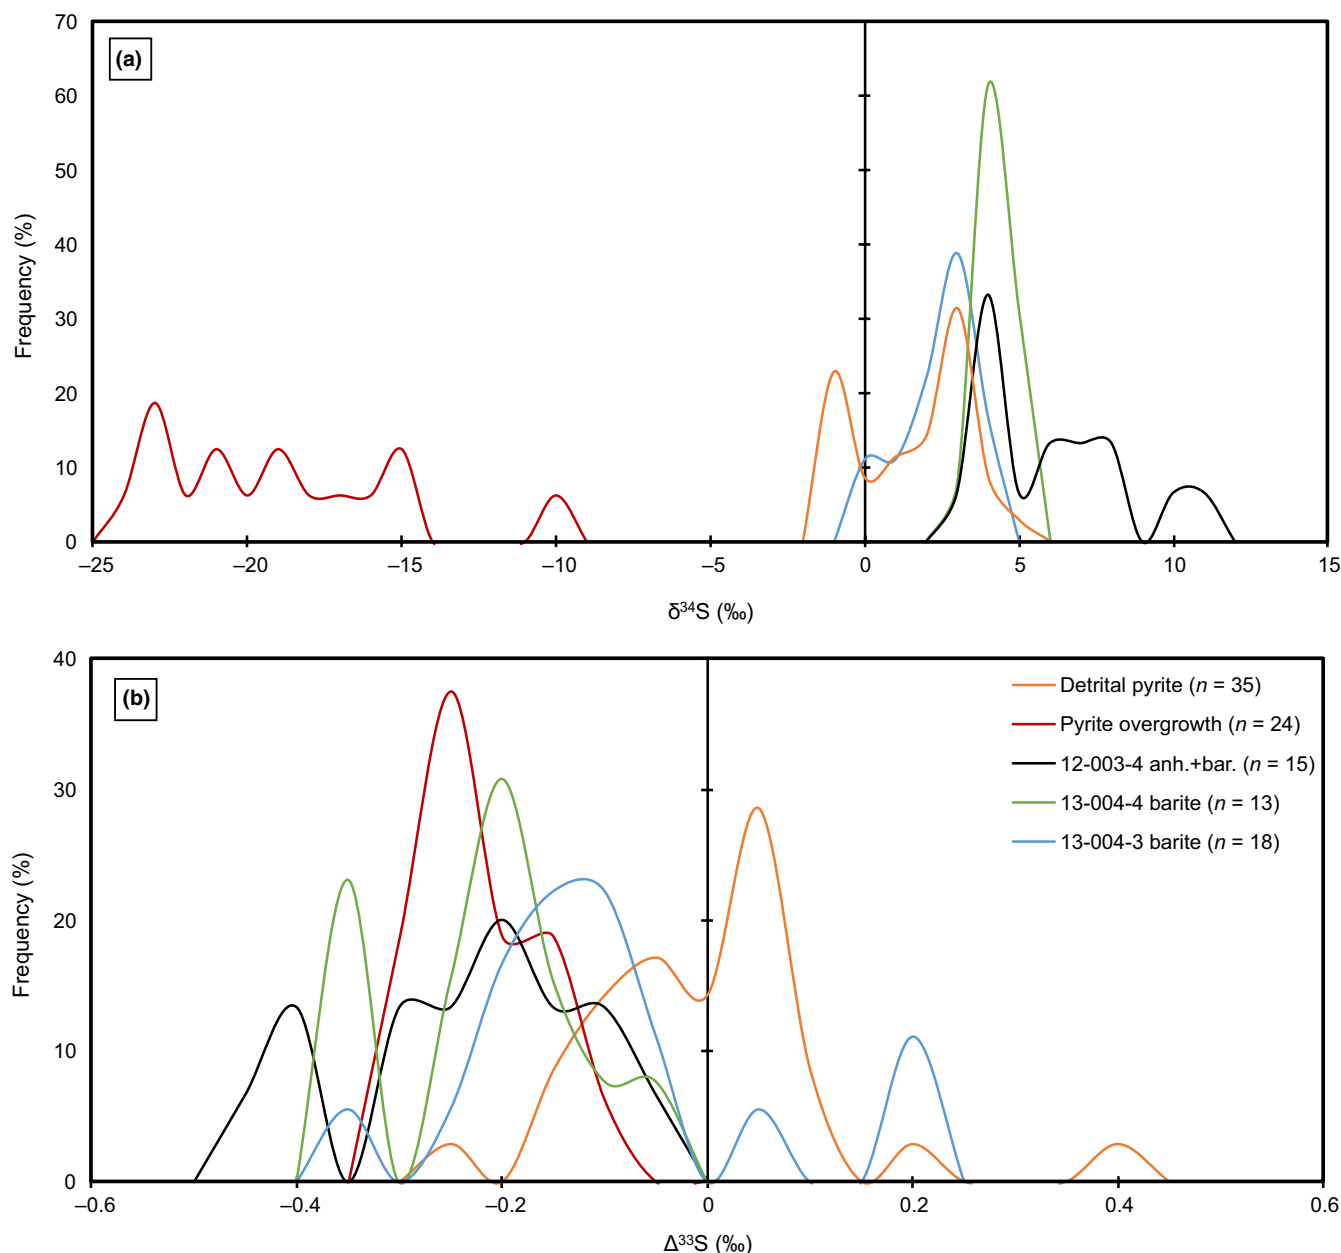 (a)
70
60
50
40
30
20
10
0
Frequency (%)
–25
–20
–15
–10
–5
0
5
10
15
δ³⁴S (‰)
(b)
40
30
20
10
0
Frequency (%)
Detrital pyrite (n = 35)
Pyrite overgrowth (n = 24)
12-003-4 anh.+bar. (n = 15)
13-004-4 barite (n = 13)
13-004-3 barite (n = 18)
–0.6
–0.4
–0.2
0
0.2
0.4
0.6
Δ³³S (‰)